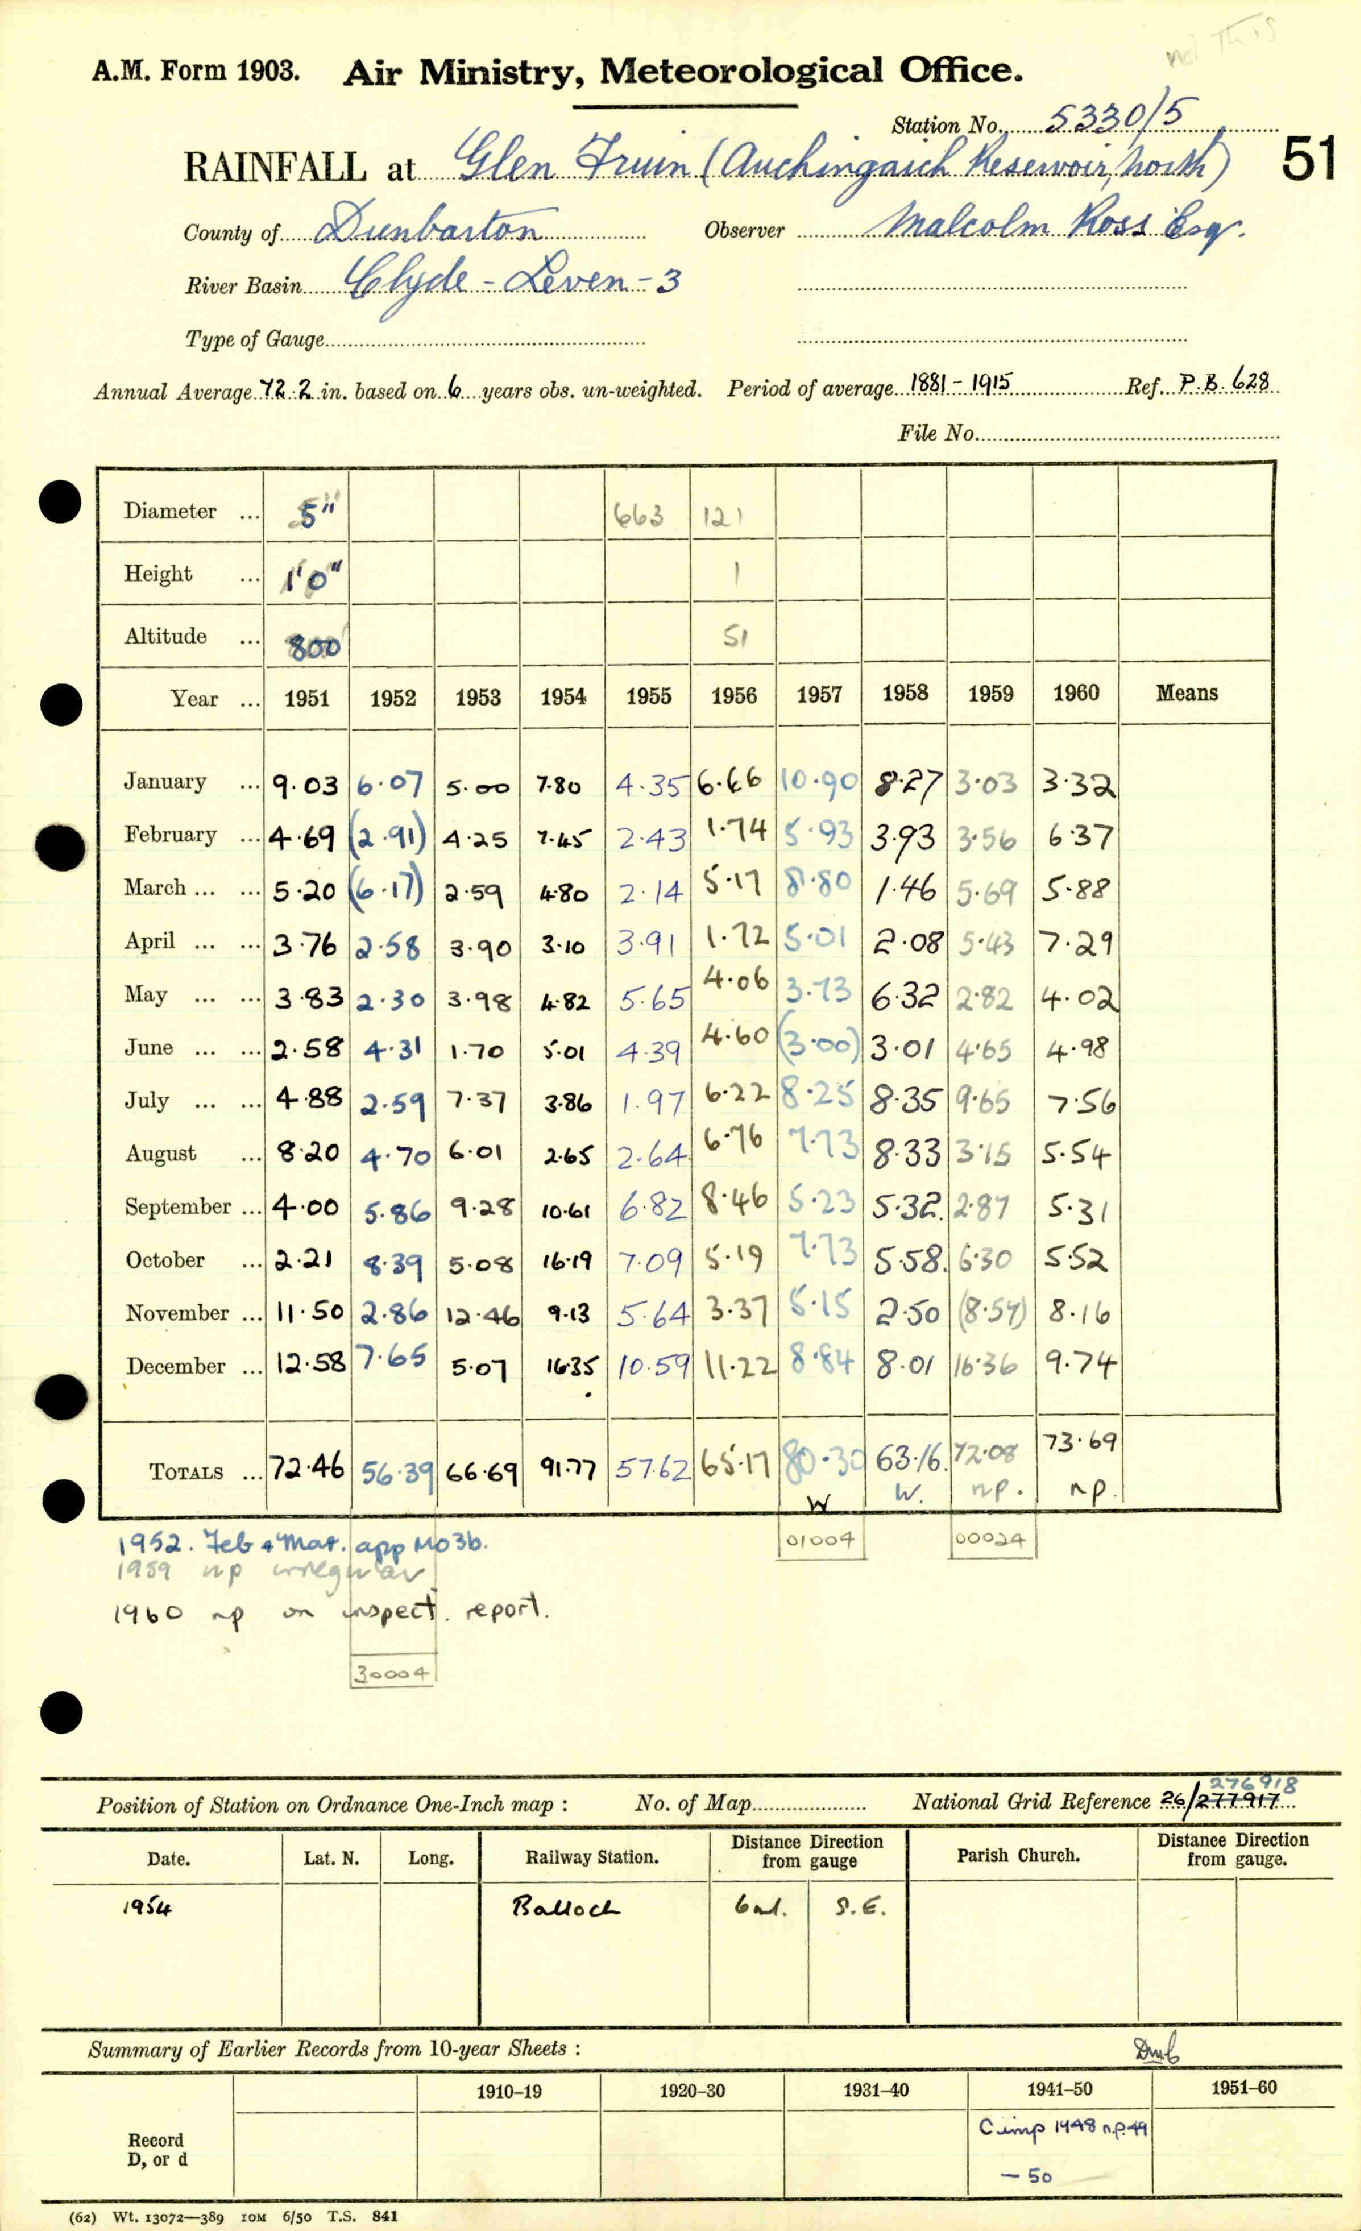 not This
A.M. Form 1903. Air Ministry, Meteorological Office.
Station No. 5330/5
RAINFALL at Glen Fruin (Auchingaich Reservoir, North) 51
County of Dunbarton Observer Malcolm Ross Esq.
River Basin Clyde - Leven - 3
Type of Gauge
Annual Average 72.2 in. based on 6 years obs. un-weighted. Period of average 1881 - 1915 Ref. P.B. 628
File No.
Diameter ... 5" 663 121
Height ... 1'0" 1
Altitude ... 800' 51
Year ... 1951 1952 1953 1954 1955 1956 1957 1958 1959 1960 Means
January ... 9.03 6.07 5.00 7.80 4.35 6.66 10.90 8.27 3.03 3.32
February ... 4.69 (2.91) 4.25 7.45 2.43 1.74 5.93 3.93 3.56 6.37
March ... ... 5.20 (6.17) 2.59 4.80 2.14 5.17 8.80 1.46 5.69 5.88
April ... ... 3.76 2.58 3.90 3.10 3.91 1.72 5.01 2.08 5.43 7.29
May ... ... 3.83 2.30 3.98 4.82 5.65 4.06 3.73 6.32 2.82 4.02
June ... ... 2.58 4.31 1.70 5.01 4.39 4.60 (3.00) 3.01 4.65 4.98
July ... ... 4.88 2.59 7.37 3.86 1.97 6.22 8.25 8.35 9.65 7.56
August ... 8.20 4.70 6.01 2.65 2.64 6.76 7.73 8.33 3.15 5.54
September ... 4.00 5.86 9.28 10.61 6.82 8.46 5.23 5.32 2.87 5.31
October ... 2.21 8.39 5.08 16.19 7.09 5.19 7.73 5.58 6.30 5.52
November ... 11.50 2.86 12.46 9.13 5.64 3.37 5.15 2.50 (8.57) 8.16
December ... 12.58 7.65 5.07 16.35 10.59 11.22 8.84 8.01 16.36 9.74
TOTALS ... 72.46 56.39 66.69 91.77 57.62 65.17 80.30 63.16 72.08 73.69
W W. np. np.
1952. Feb & Mar. app MO3b. 01004 00024
1959 np irregular
1960 np on inspect. report.
30004
276918
Position of Station on Ordnance One-Inch map : No. of Map National Grid Reference 26/277917
Date. Lat. N. Long. Railway Station. Distance Direction from gauge Parish Church. Distance Direction from gauge.
1954 Balloch 6ml. S.E.
Summary of Earlier Records from 10-year Sheets : Dmb
1910–19 1920–30 1931–40 1941–50 1951–60
Record D, or d C imp 1948 n.p. 49
— 50
(62) Wt. 13072—389 10M 6/50 T.S. 841